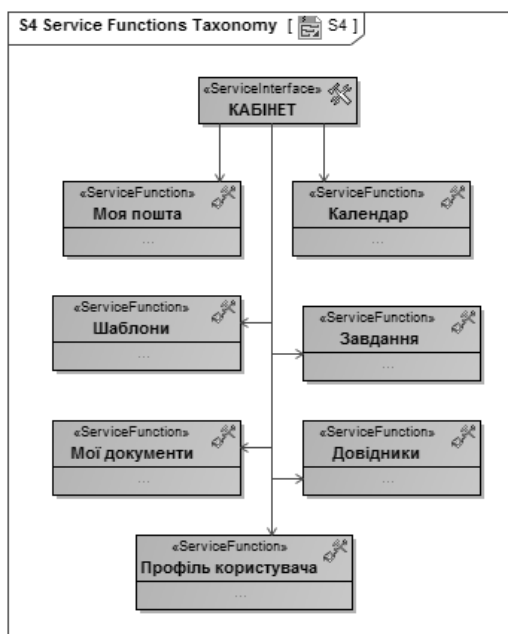 S4 Service Functions Taxonomy [ S4 ]
«ServiceInterface»
КАБІНЕТ
«ServiceFunction»
Моя пошта
...
«ServiceFunction»
Календар
...
«ServiceFunction»
Шаблони
...
«ServiceFunction»
Завдання
...
«ServiceFunction»
Мої документи
...
«ServiceFunction»
Довідники
...
«ServiceFunction»
Профіль користувача
...